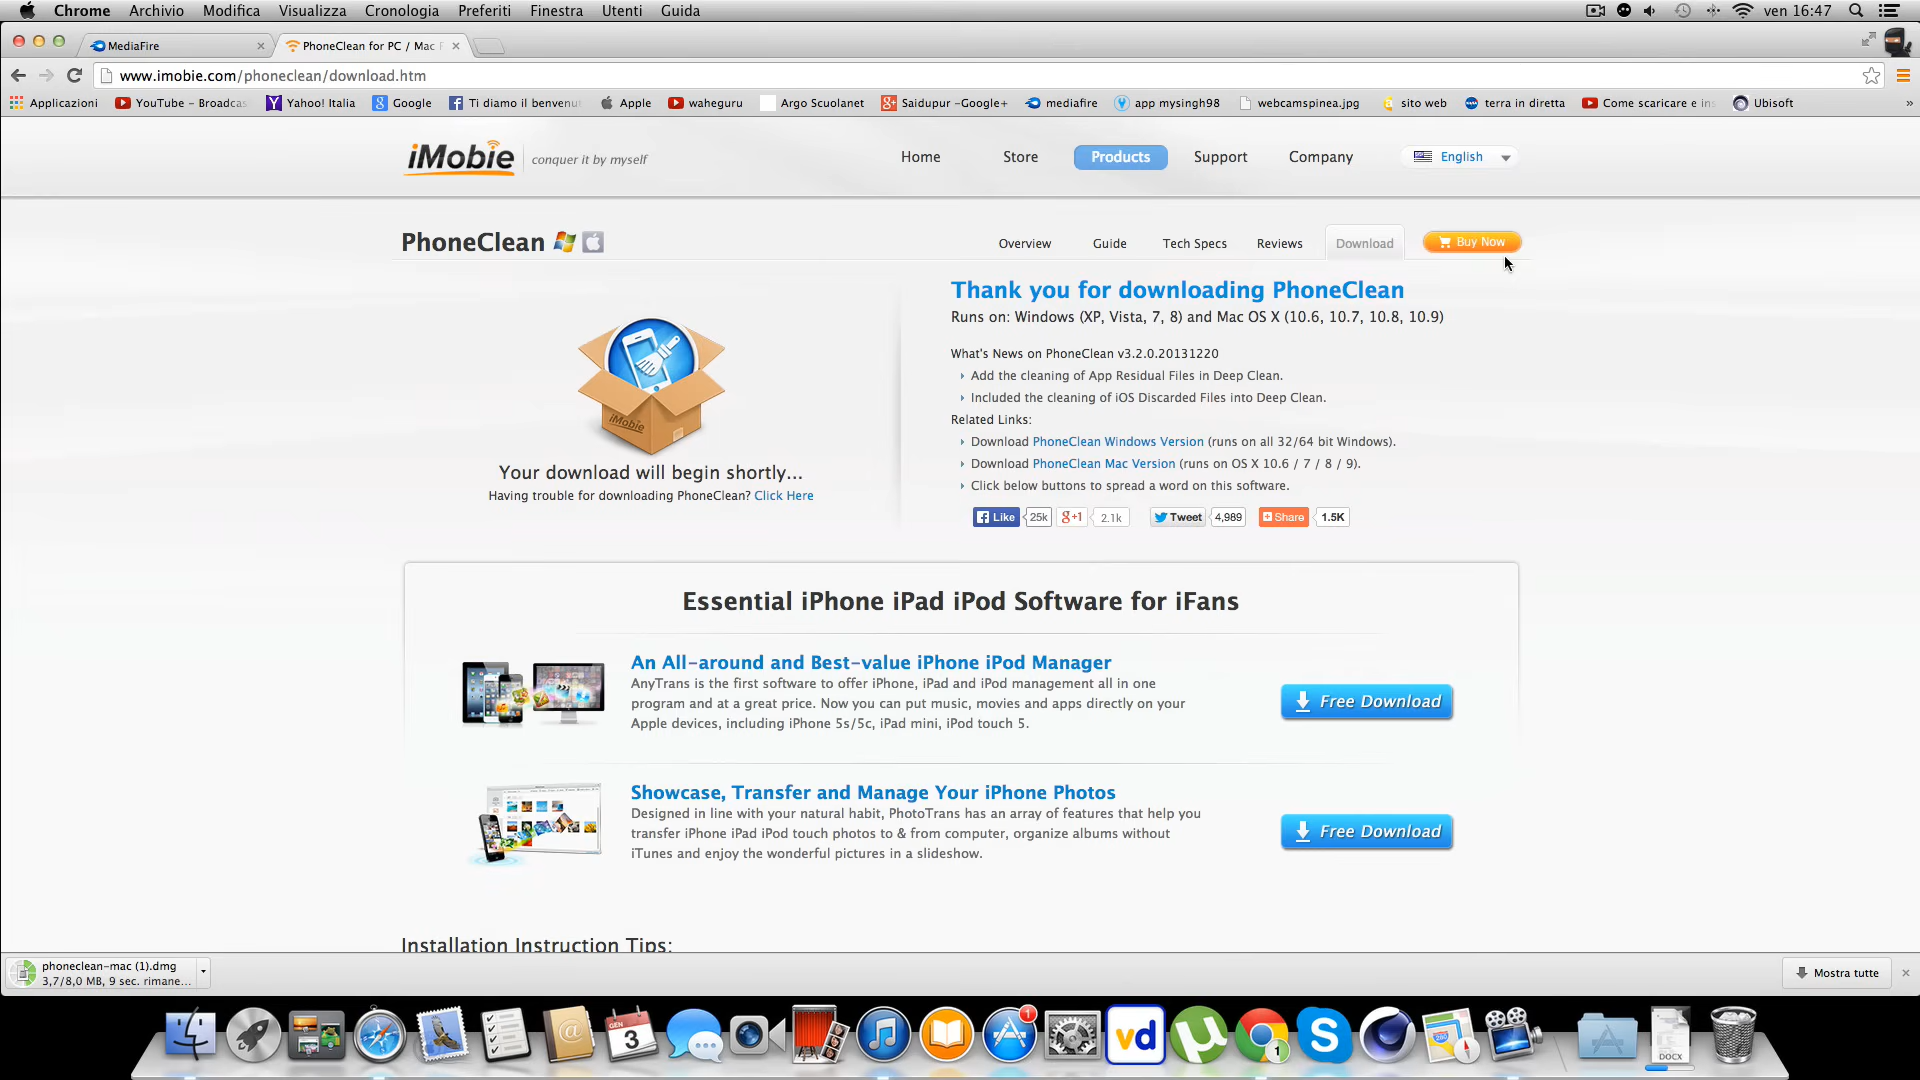 Chrome Archivio Modifica Visualizza Cronologia Preferiti Finestra Utenti Guida ven 16:47
MediaFire PhoneClean for PC / Mac F
www.imobie.com/phoneclean/download.htm
Applicazioni YouTube - Broadcas Yahoo! Italia Google Ti diamo il benvenu Apple waheguru Argo Scuolanet Saidupur -Google+ mediafire app mysingh98 webcamspinea.jpg sito web terra in diretta Come scaricare e ins Ubisoft »
iMobie conquer it by myself Home Store Products Support Company English
PhoneClean Overview Guide Tech Specs Reviews Download Buy Now
Thank you for downloading PhoneClean
Runs on: Windows (XP, Vista, 7, 8) and Mac OS X (10.6, 10.7, 10.8, 10.9)
What's News on PhoneClean v3.2.0.20131220
Add the cleaning of App Residual Files in Deep Clean.
Included the cleaning of iOS Discarded Files into Deep Clean.
Related Links:
Download PhoneClean Windows Version (runs on all 32/64 bit Windows).
Download PhoneClean Mac Version (runs on OS X 10.6 / 7 / 8 / 9).
Click below buttons to spread a word on this software.
Like 25k g+1 2.1k Tweet 4,989 Share 1.5K
iMobie
Your download will begin shortly...
Having trouble for downloading PhoneClean? Click Here
Essential iPhone iPad iPod Software for iFans
An All-around and Best-value iPhone iPod Manager
AnyTrans is the first software to offer iPhone, iPad and iPod management all in one
program and at a great price. Now you can put music, movies and apps directly on your
Apple devices, including iPhone 5s/5c, iPad mini, iPod touch 5.
Free Download
Showcase, Transfer and Manage Your iPhone Photos
Designed in line with your natural habit, PhotoTrans has an array of features that help you
transfer iPhone iPad iPod touch photos to & from computer, organize albums without
iTunes and enjoy the wonderful pictures in a slideshow.
Free Download
Installation Instruction Tips:
phoneclean-mac (1).dmg
3,7/8,0 MB, 9 sec. rimane...
Mostra tutte
GEN
3
1
vd
1
S
DOCX